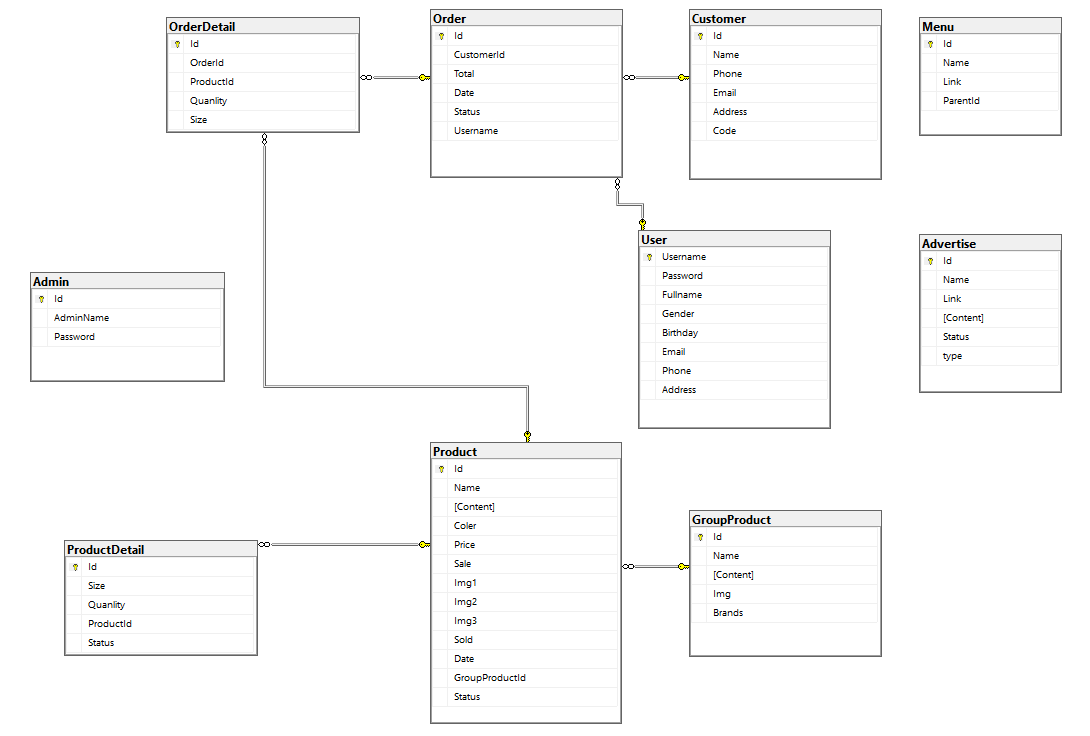 OrderDetail
Id
OrderId
ProductId
Quanlity
Size
Order
Id
CustomerId
Total
Date
Status
Username
Customer
Id
Name
Phone
Email
Address
Code
Menu
Id
Name
Link
ParentId
User
Username
Password
Fullname
Gender
Birthday
Email
Phone
Address
Advertise
Id
Name
Link
[Content]
Status
type
Admin
Id
AdminName
Password
Product
Id
Name
[Content]
Coler
Price
Sale
Img1
Img2
Img3
Sold
Date
GroupProductId
Status
GroupProduct
Id
Name
[Content]
Img
Brands
ProductDetail
Id
Size
Quanlity
ProductId
Status